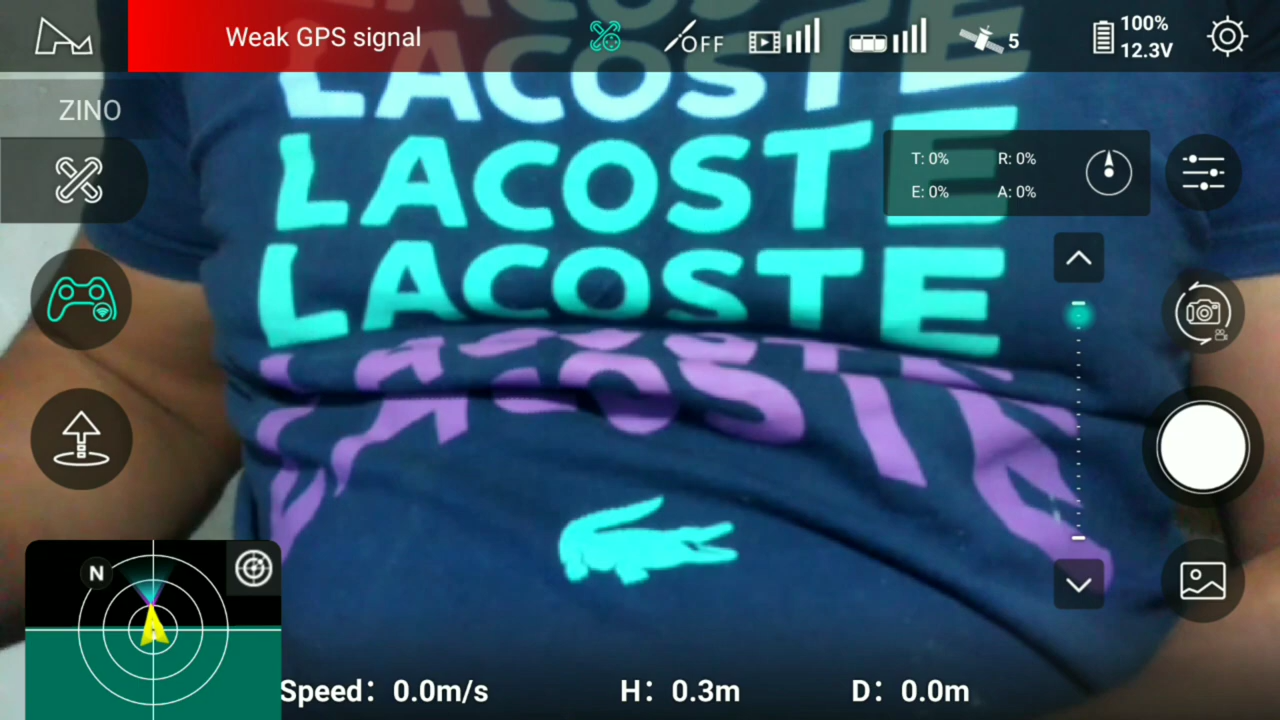 Weak GPS signal
OFF
5
100%
12.3V
ZINO
LACOSTE
LACOSTE
LACOSTE
LACOSTE
LACOSTE
T: 0%
R: 0%
E: 0%
A: 0%
N
Speed: 0.0m/s
H: 0.3m
D: 0.0m